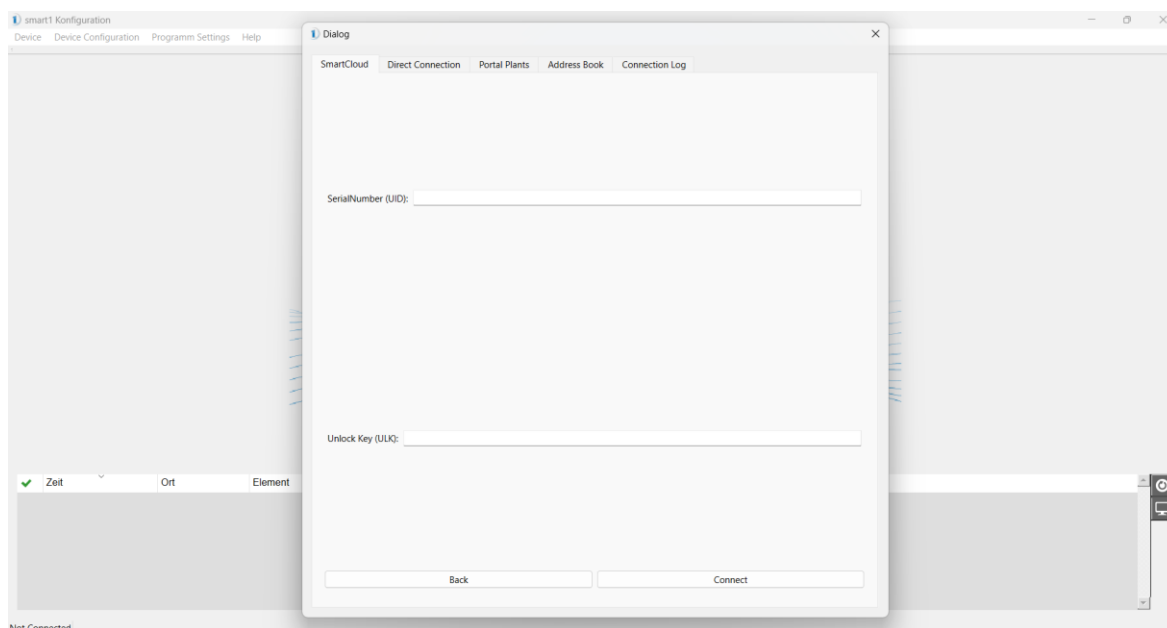 smart1 Konfiguration
Device Device Configuration Programm Settings Help
Dialog
SmartCloud Direct Connection Portal Plants Address Book Connection Log
SerialNumber (UID):
Unlock Key (ULK):
Zeit Ort Element
Back Connect
Not Connected